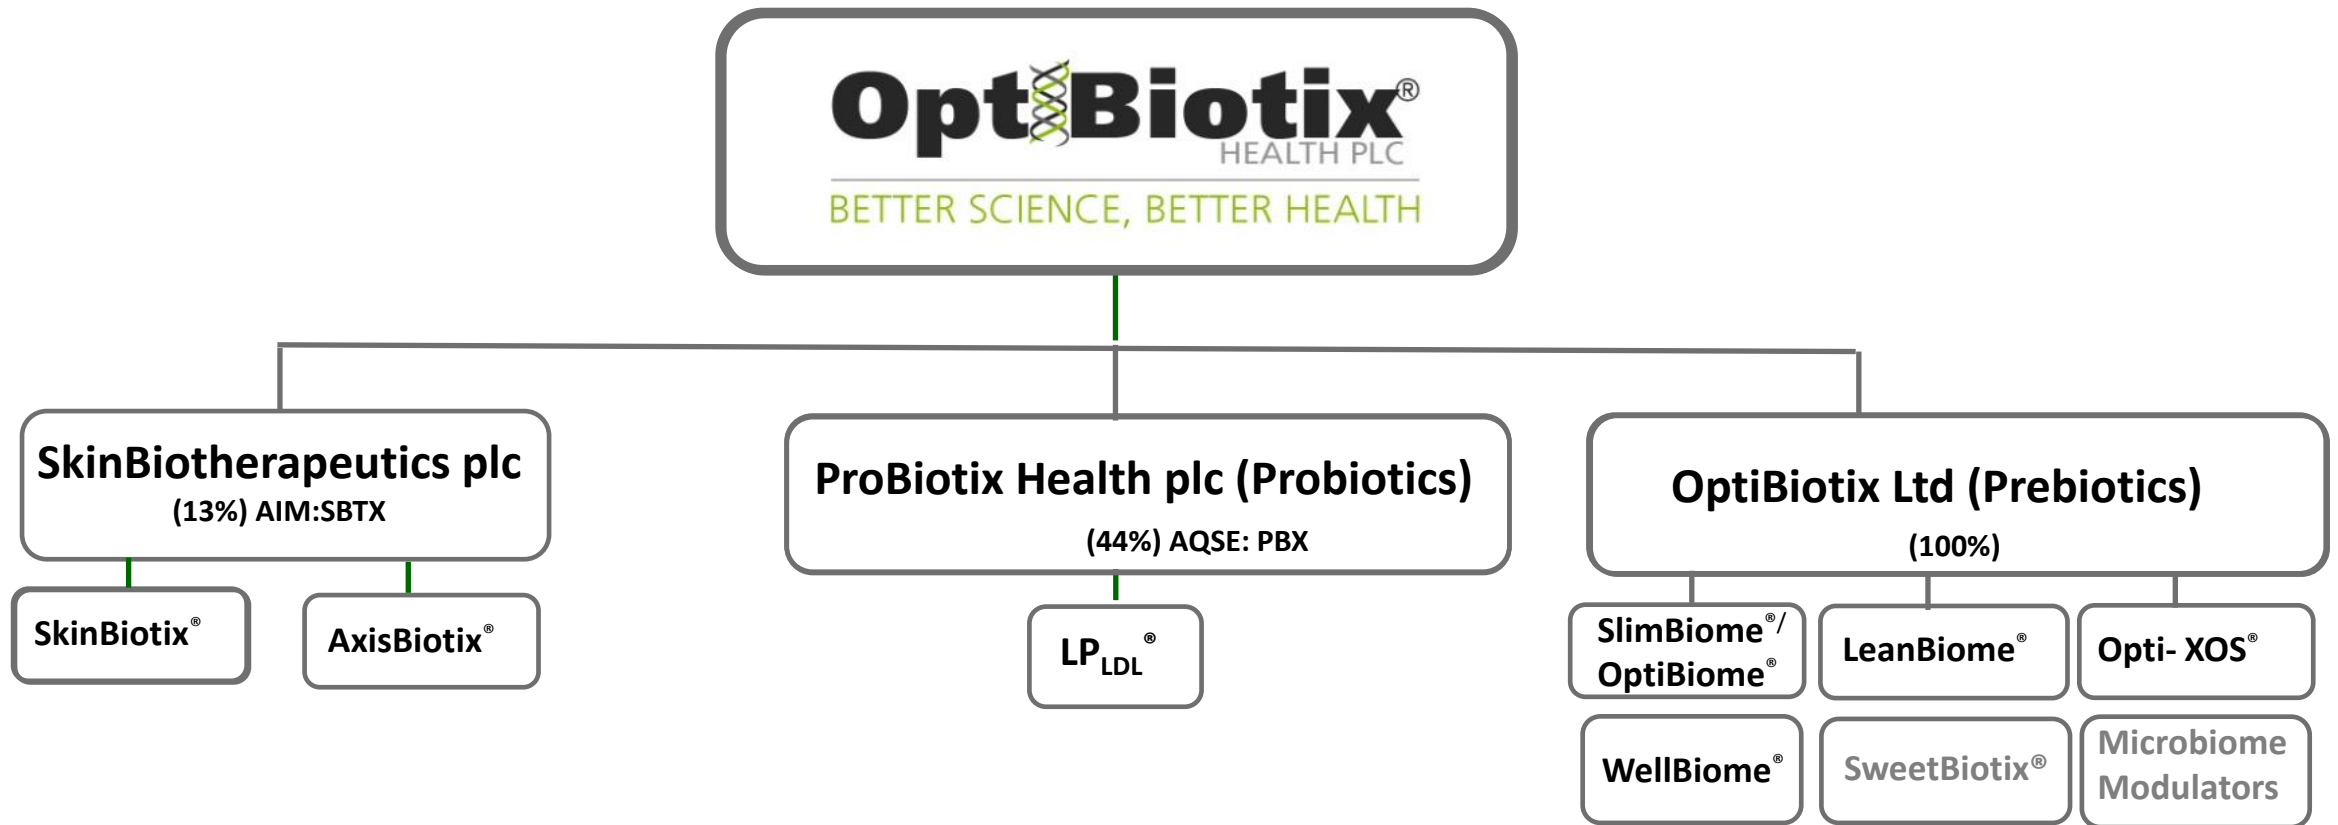 OptiBiotix®
HEALTH PLC
BETTER SCIENCE, BETTER HEALTH
SkinBiotherapeutics plc
(13%) AIM:SBTX
SkinBiotix®
AxisBiotix®
ProBiotix Health plc (Probiotics)
(44%) AQSE: PBX
LPLDL®
OptiBiotix Ltd (Prebiotics)
(100%)
SlimBiome®/
OptiBiome®
LeanBiome®
Opti- XOS®
WellBiome®
SweetBiotix®
Microbiome
Modulators